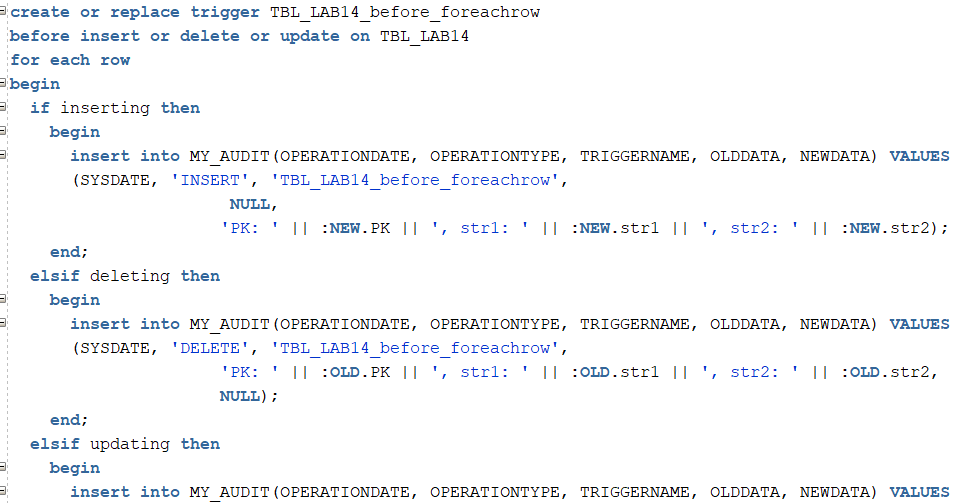 create or replace trigger TBL_LAB14_before_foreachrow
before insert or delete or update on TBL_LAB14
for each row
begin
  if inserting then
    begin
      insert into MY_AUDIT(OPERATIONDATE, OPERATIONTYPE, TRIGGERNAME, OLDDATA, NEWDATA) VALUES
      (SYSDATE, 'INSERT', 'TBL_LAB14_before_foreachrow',
                      NULL,
                     'PK: ' || :NEW.PK || ', str1: ' || :NEW.str1 || ', str2: ' || :NEW.str2);
    end;
  elsif deleting then
    begin
      insert into MY_AUDIT(OPERATIONDATE, OPERATIONTYPE, TRIGGERNAME, OLDDATA, NEWDATA) VALUES
      (SYSDATE, 'DELETE', 'TBL_LAB14_before_foreachrow',
                     'PK: ' || :OLD.PK || ', str1: ' || :OLD.str1 || ', str2: ' || :OLD.str2,
                     NULL);
    end;
  elsif updating then
    begin
      insert into MY_AUDIT(OPERATIONDATE, OPERATIONTYPE, TRIGGERNAME, OLDDATA, NEWDATA) VALUES